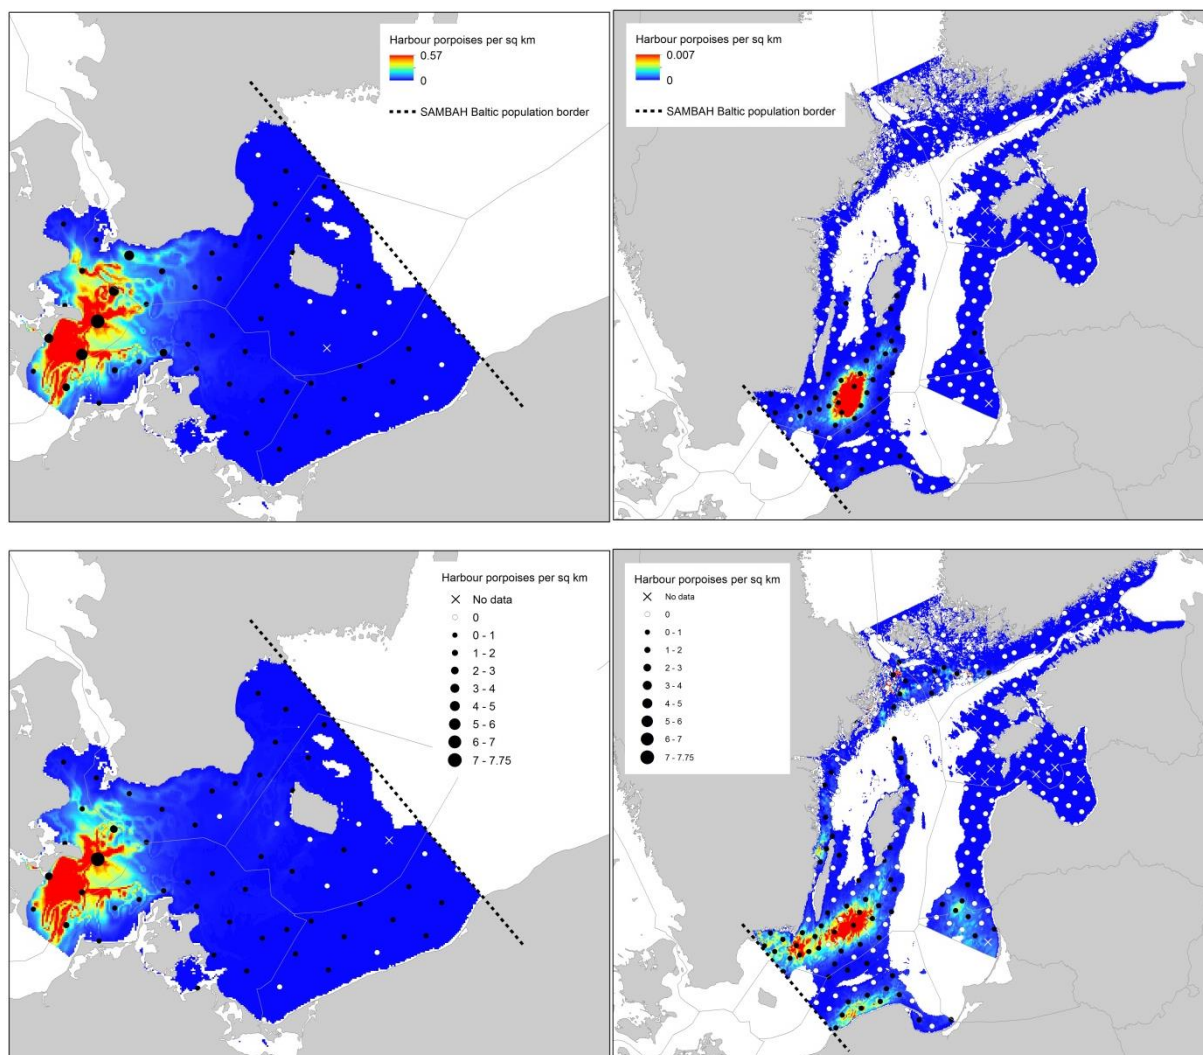 Harbour porpoises per sq km
0.57
0
SAMBAH Baltic population border
Harbour porpoises per sq km
0.007
0
SAMBAH Baltic population border
Harbour porpoises per sq km
No data
0
0 - 1
1 - 2
2 - 3
3 - 4
4 - 5
5 - 6
6 - 7
7 - 7.75
Harbour porpoises per sq km
No data
0
0 - 1
1 - 2
2 - 3
3 - 4
4 - 5
5 - 6
6 - 7
7 - 7.75